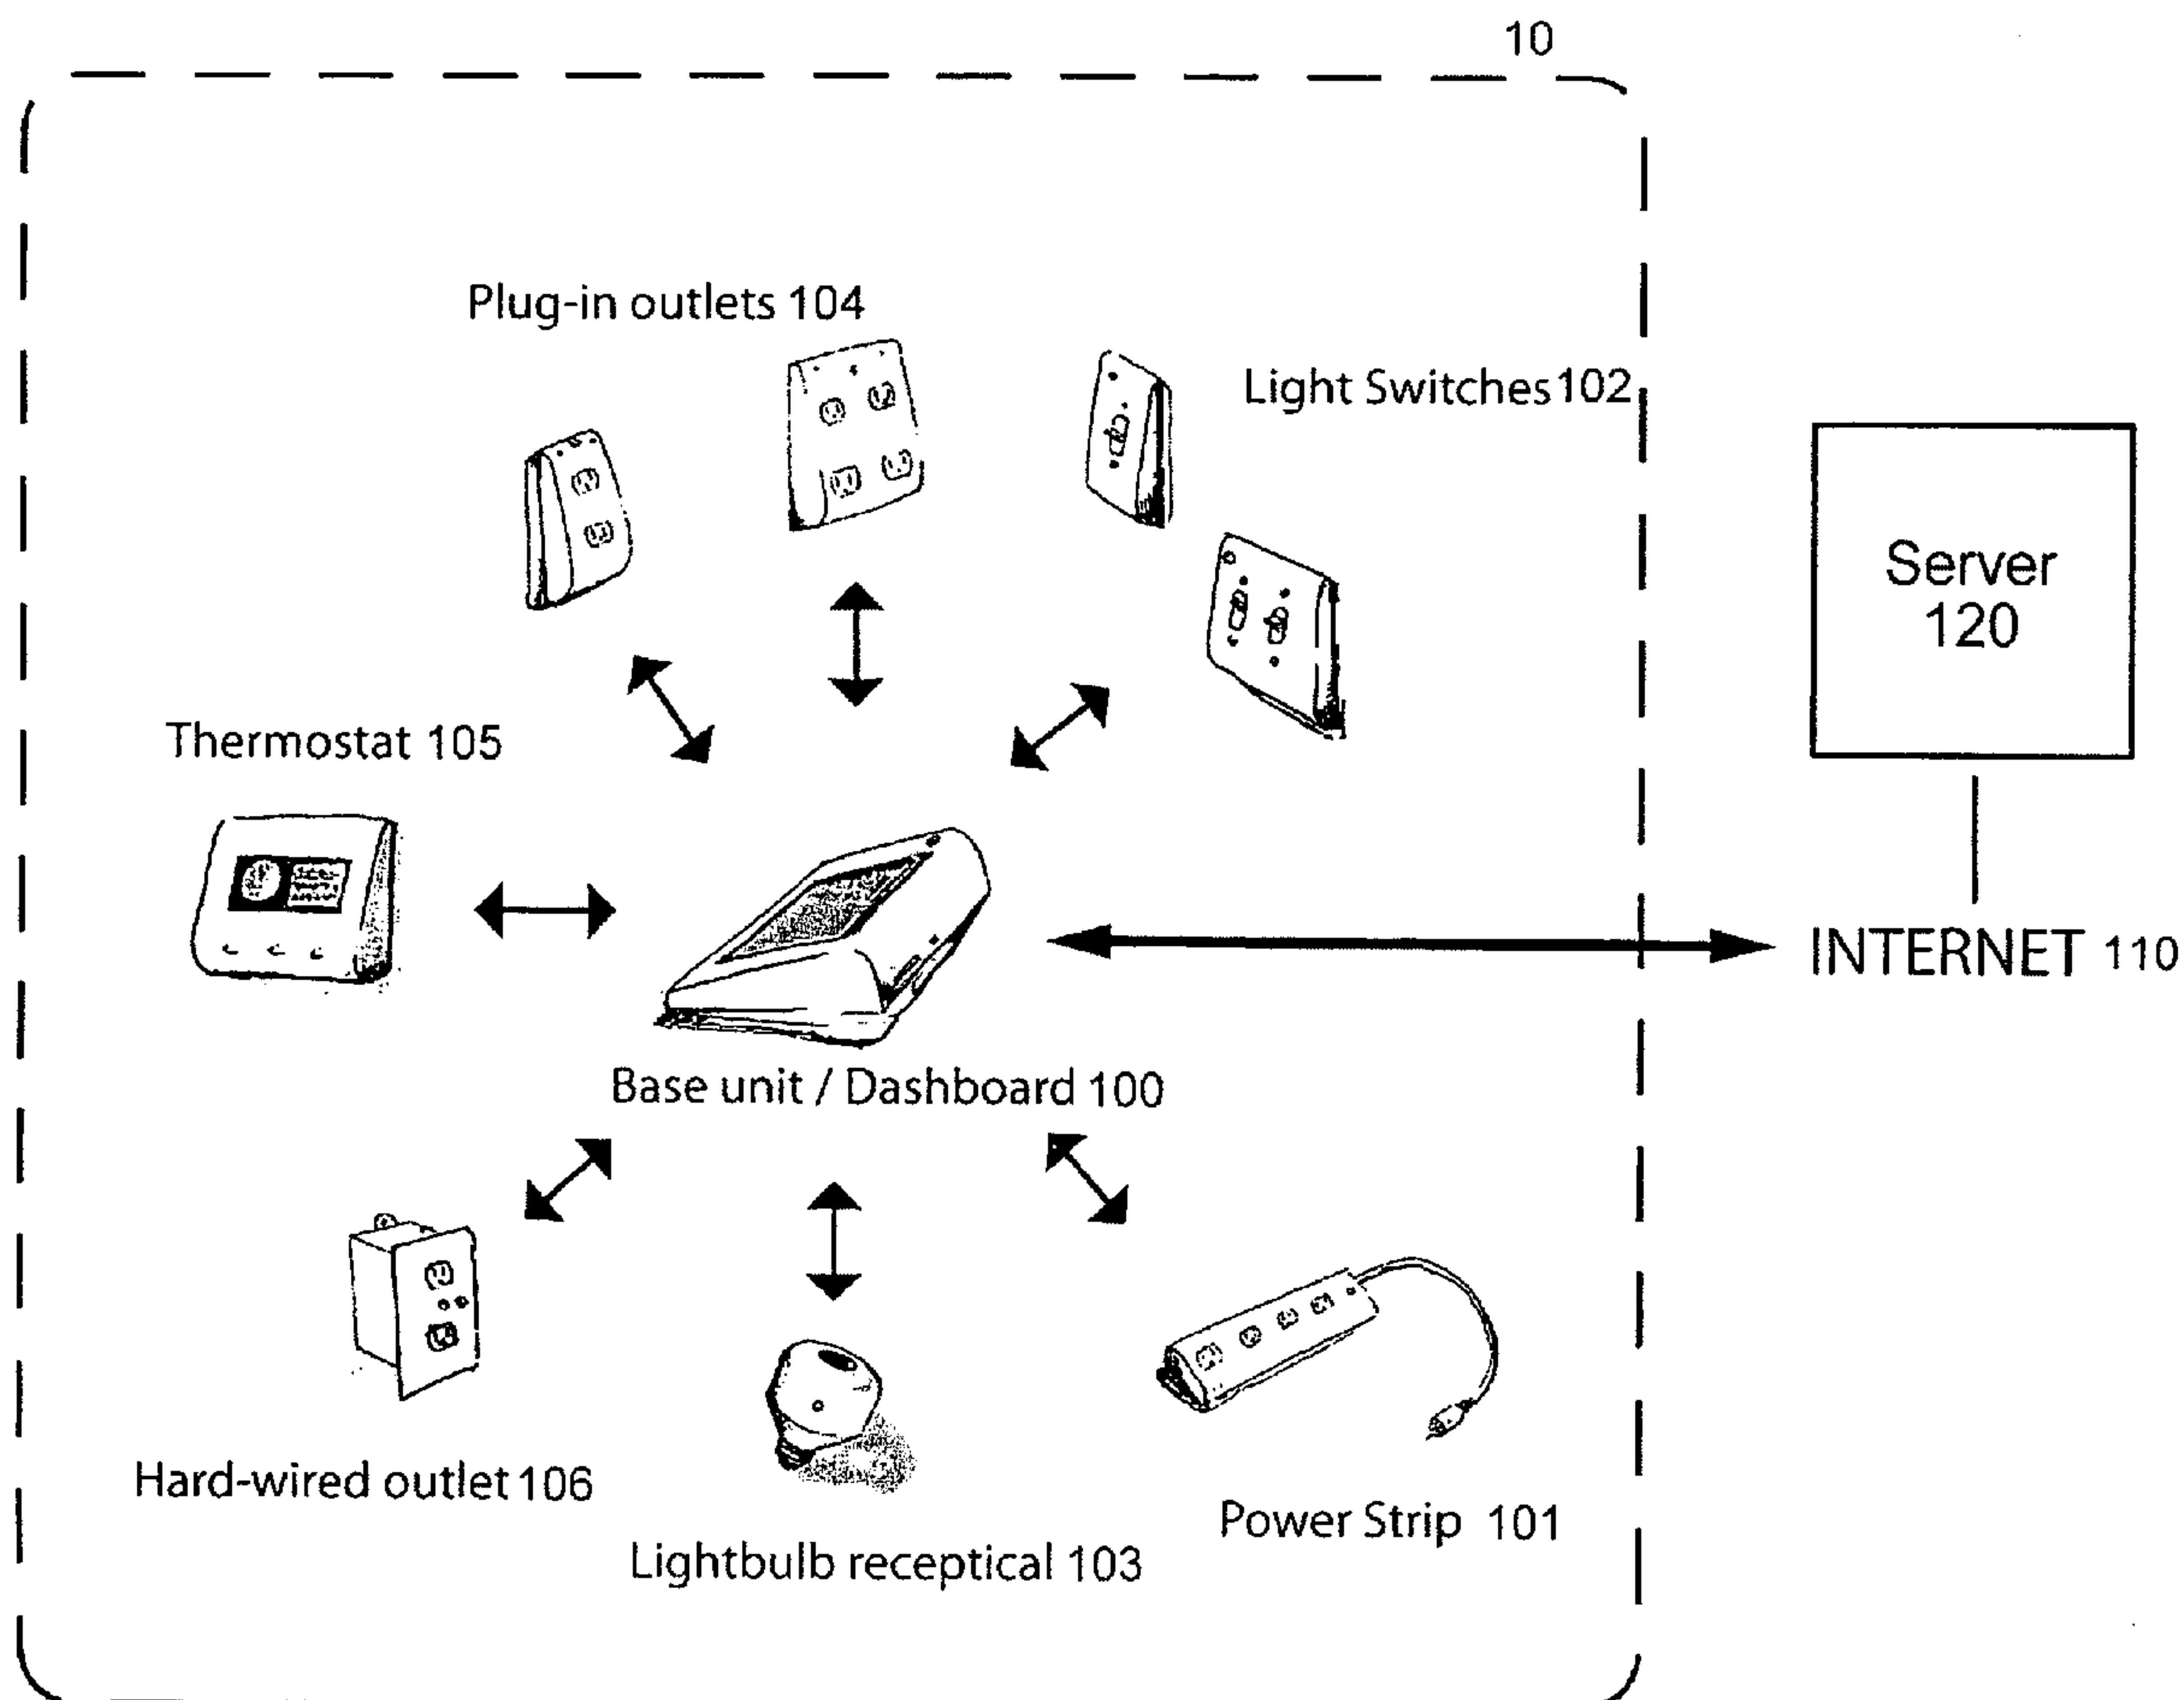 10
Plug-in outlets 104
Light Switches 102
Server
120
Thermostat 105
INTERNET 110
Base unit / Dashboard 100
Hard-wired outlet 106
Power Strip 101
Lightbulb receptical 103